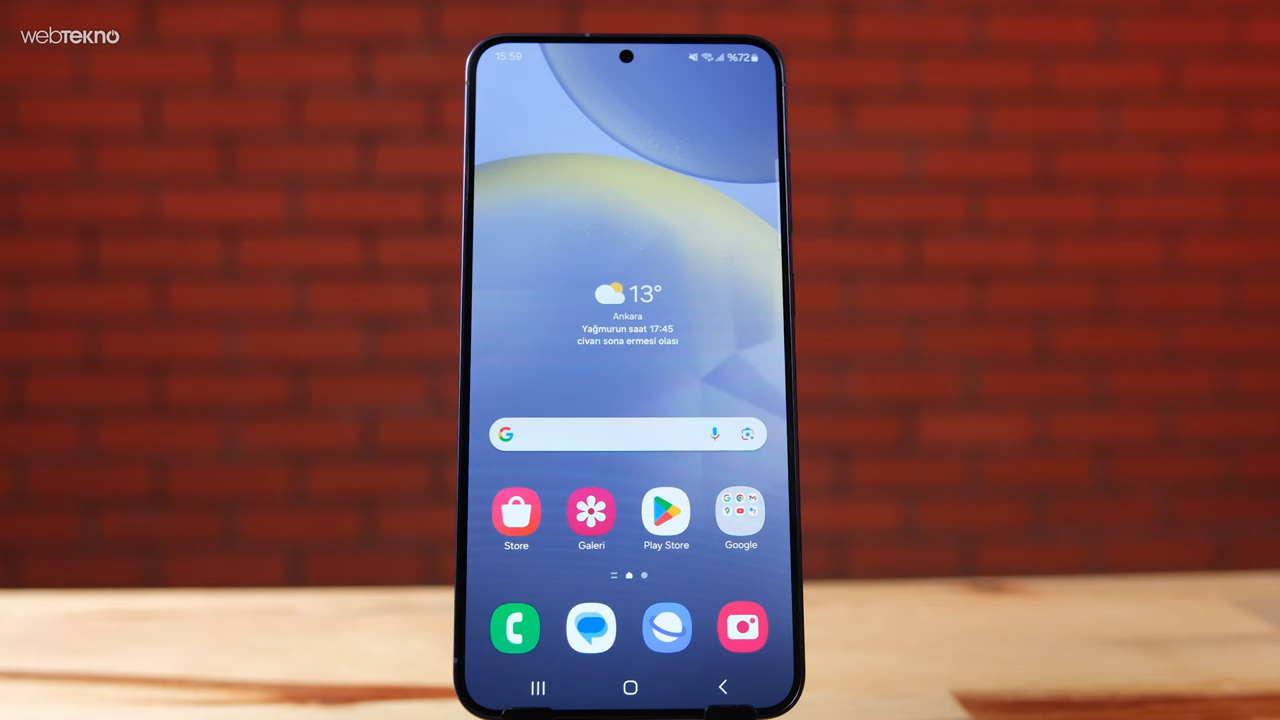 webTEKNO
15:59
%72
13°
Ankara
Yağmurun saat 17:45
civarı sona ermesi olası
Store
Galeri
Play Store
Google